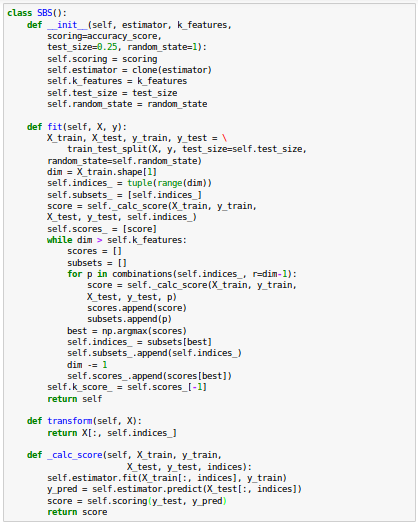 class SBS():
    def __init__(self, estimator, k_features,
        scoring=accuracy_score,
        test_size=0.25, random_state=1):
        self.scoring = scoring
        self.estimator = clone(estimator)
        self.k_features = k_features
        self.test_size = test_size
        self.random_state = random_state

    def fit(self, X, y):
        X_train, X_test, y_train, y_test = \
            train_test_split(X, y, test_size=self.test_size,
        random_state=self.random_state)
        dim = X_train.shape[1]
        self.indices_ = tuple(range(dim))
        self.subsets_ = [self.indices_]
        score = self._calc_score(X_train, y_train,
        X_test, y_test, self.indices_)
        self.scores_ = [score]
        while dim > self.k_features:
            scores = []
            subsets = []
            for p in combinations(self.indices_, r=dim-1):
                score = self._calc_score(X_train, y_train,
                X_test, y_test, p)
                scores.append(score)
                subsets.append(p)
            best = np.argmax(scores)
            self.indices_ = subsets[best]
            self.subsets_.append(self.indices_)
            dim -= 1
            self.scores_.append(scores[best])
        self.k_score_ = self.scores_[-1]
        return self

    def transform(self, X):
        return X[:, self.indices_]

    def _calc_score(self, X_train, y_train,
                        X_test, y_test, indices):
        self.estimator.fit(X_train[:, indices], y_train)
        y_pred = self.estimator.predict(X_test[:, indices])
        score = self.scoring(y_test, y_pred)
        return score